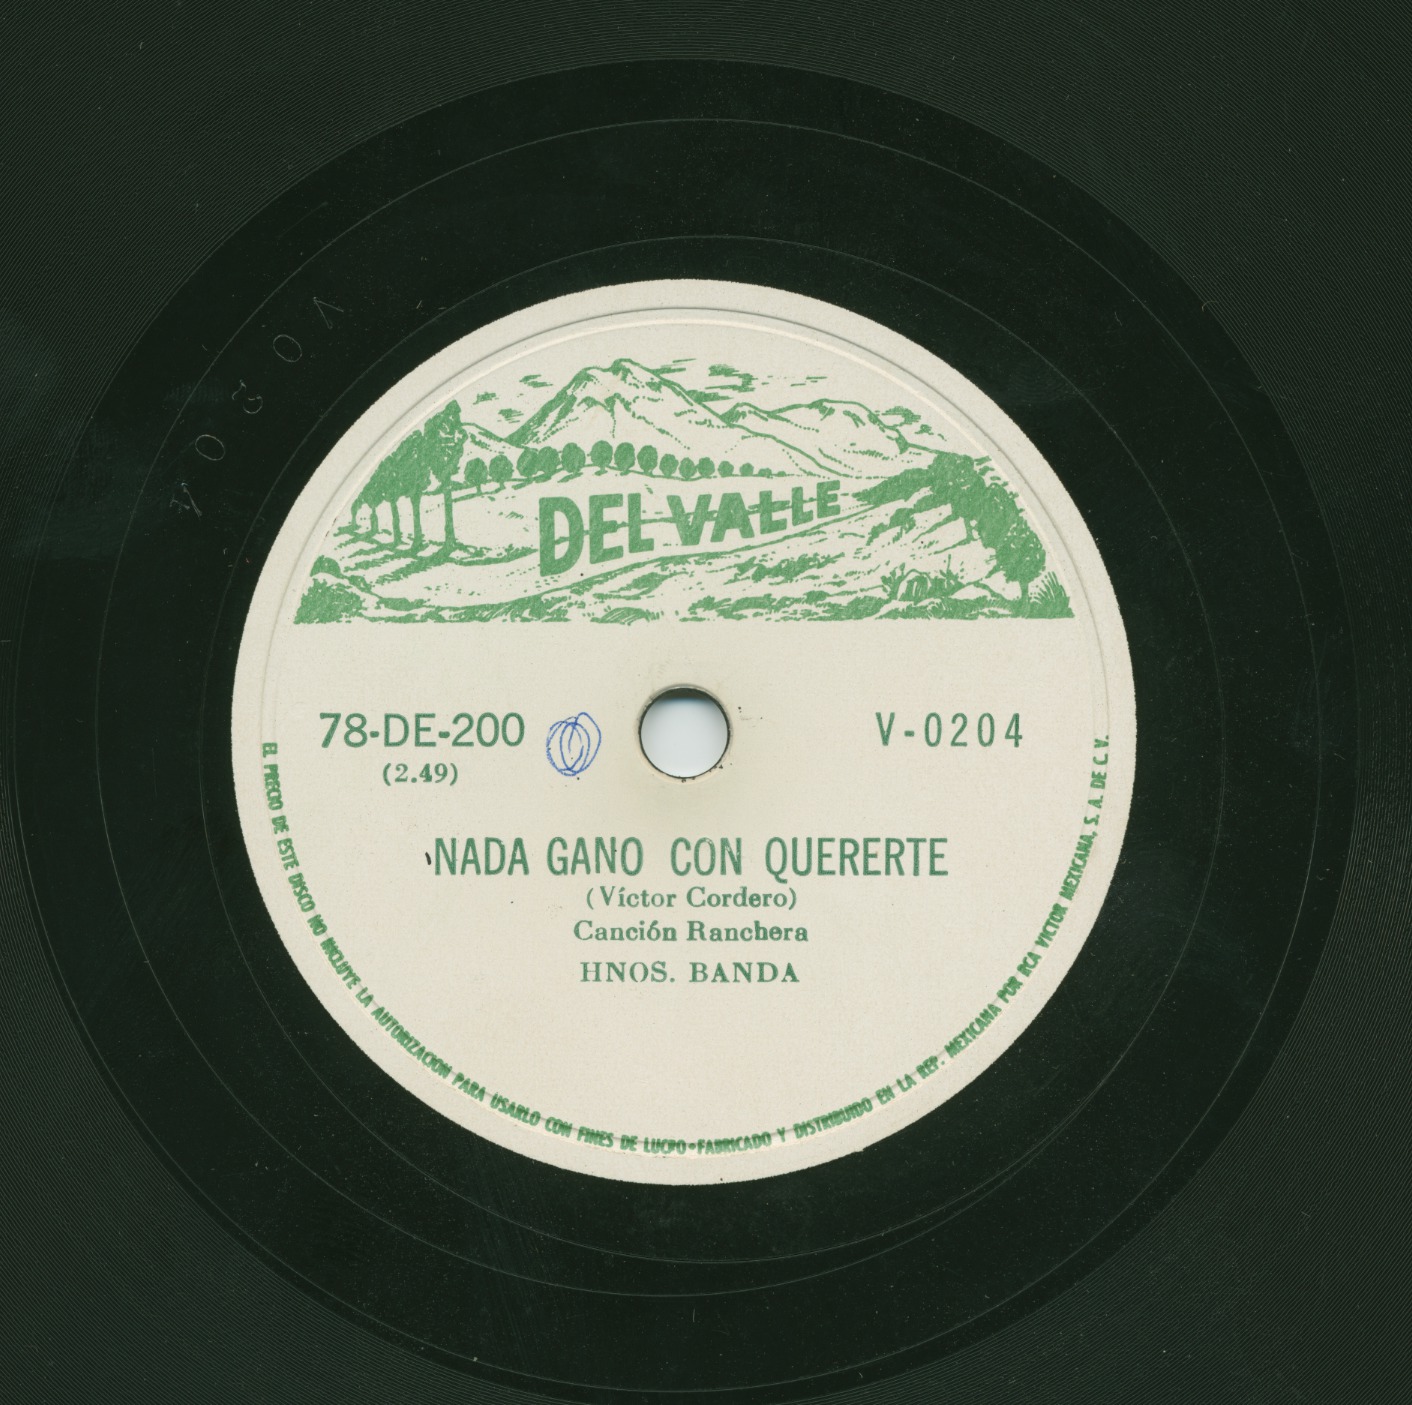 DEL VALLE
78-DE-200
V-0204
(2.49)
NADA GANO CON QUERERTE
(Víctor Cordero)
Canción Ranchera
HNOS. BANDA
EL PRECIO DE ESTE DISCO NO INCLUYE LA AUTORIZACION PARA USARLO CON FINES DE LUCRO•FABRICADO Y DISTRIBUIDO EN LA REP. MEXICANA POR RCA VICTOR MEXICANA, S. A. DE C.V.
V0204